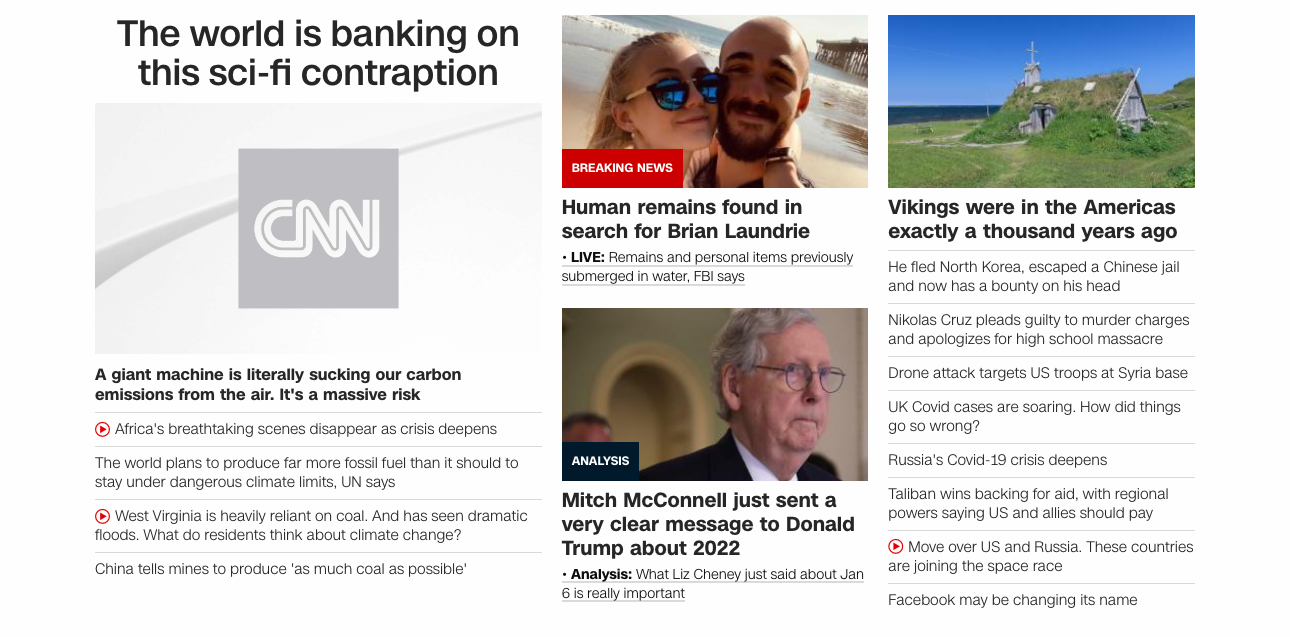 The world is banking on
this sci-fi contraption
CNN
A giant machine is literally sucking our carbon
emissions from the air. It's a massive risk
Africa's breathtaking scenes disappear as crisis deepens
The world plans to produce far more fossil fuel than it should to
stay under dangerous climate limits, UN says
West Virginia is heavily reliant on coal. And has seen dramatic
floods. What do residents think about climate change?
China tells mines to produce 'as much coal as possible'
BREAKING NEWS
Human remains found in
search for Brian Laundrie
• LIVE: Remains and personal items previously
submerged in water, FBI says
ANALYSIS
Mitch McConnell just sent a
very clear message to Donald
Trump about 2022
• Analysis: What Liz Cheney just said about Jan
6 is really important
Vikings were in the Americas
exactly a thousand years ago
He fled North Korea, escaped a Chinese jail
and now has a bounty on his head
Nikolas Cruz pleads guilty to murder charges
and apologizes for high school massacre
Drone attack targets US troops at Syria base
UK Covid cases are soaring. How did things
go so wrong?
Russia's Covid-19 crisis deepens
Taliban wins backing for aid, with regional
powers saying US and allies should pay
Move over US and Russia. These countries
are joining the space race
Facebook may be changing its name